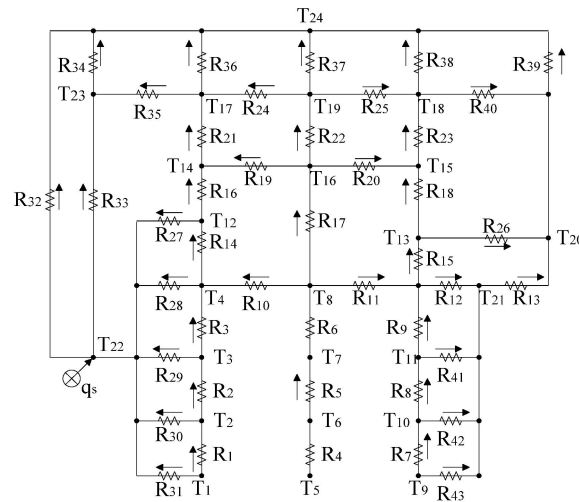 T24
R34 R36 R37 R38 R39
T23 T17 T19 T18
R35 R24 R25 R40
R21 R22 R23
T14 T16 T15
R19 R20
R16 R18
R32 R33 T12 R17
R27 R14 T13 R26 T20
R15
T4 T8 T21
R28 R10 R11 R12 R13
R3 R6 R9
T22 T3 T7 T11
R29 R41
qs R2 R5 R8
T2 T6 T10
R30 R42
R1 R4 R7
R31 T1 T5 T9 R43